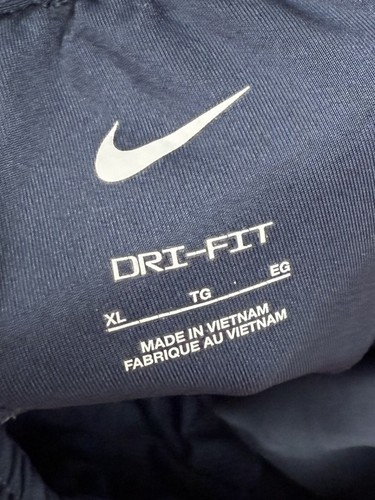 DRI-FIT
XL TG EG
MADE IN VIETNAM
FABRIQUE AU VIETNAM